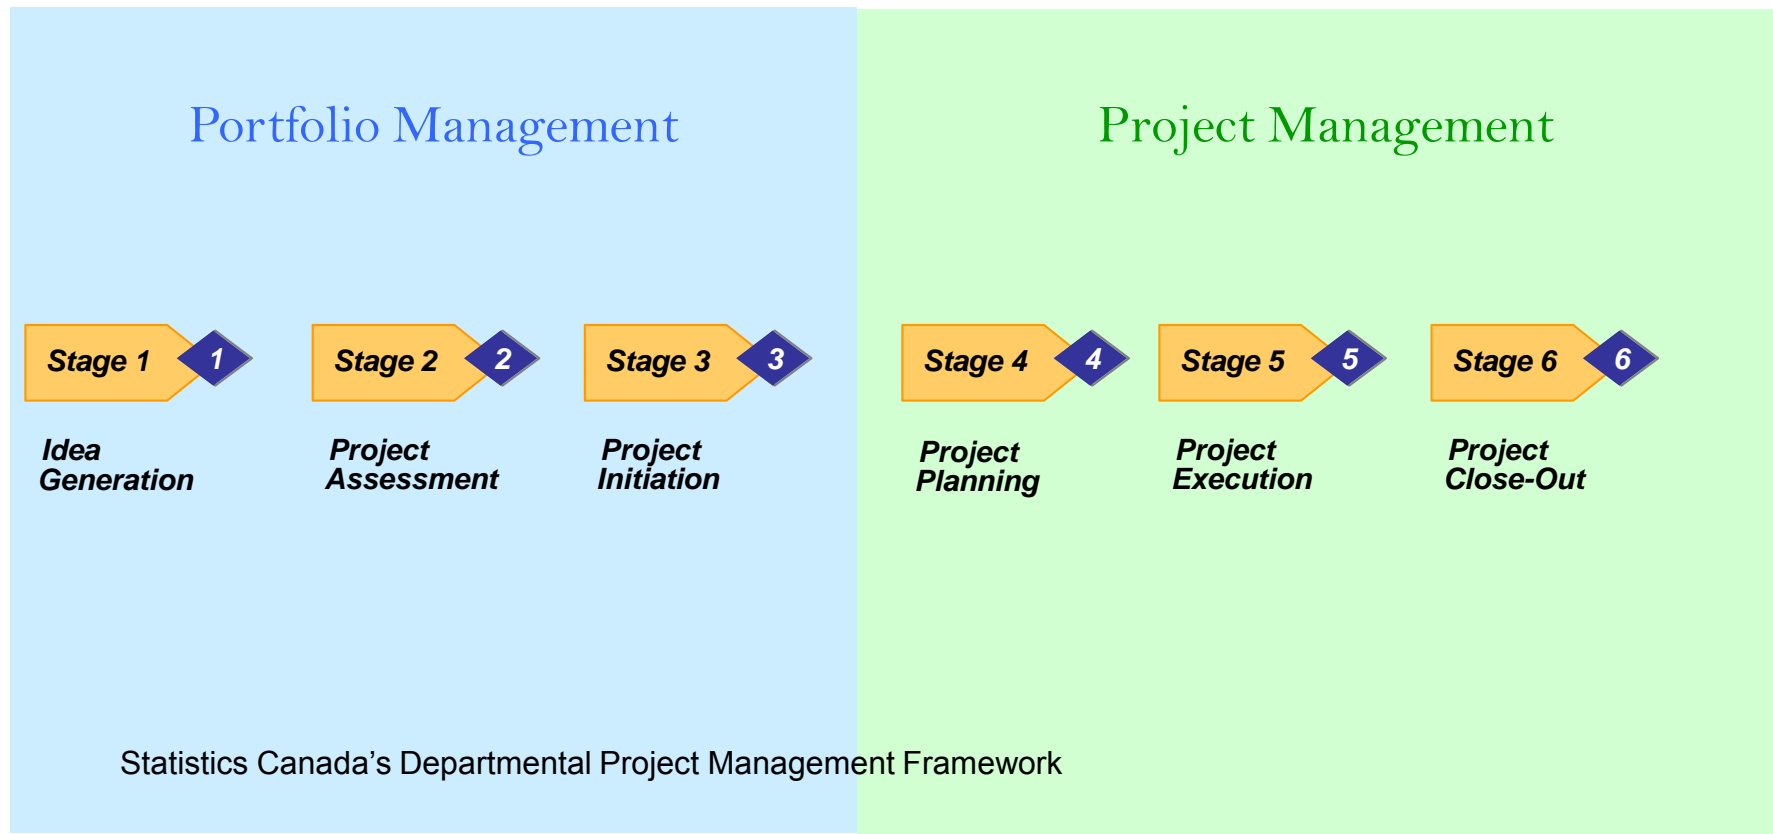 Portfolio Management
Project Management
Stage 1
1
Stage 2
2
Stage 3
3
Stage 4
4
Stage 5
5
Stage 6
6
Idea
Generation
Project
Assessment
Project
Initiation
Project
Planning
Project
Execution
Project
Close-Out
Statistics Canada’s Departmental Project Management Framework